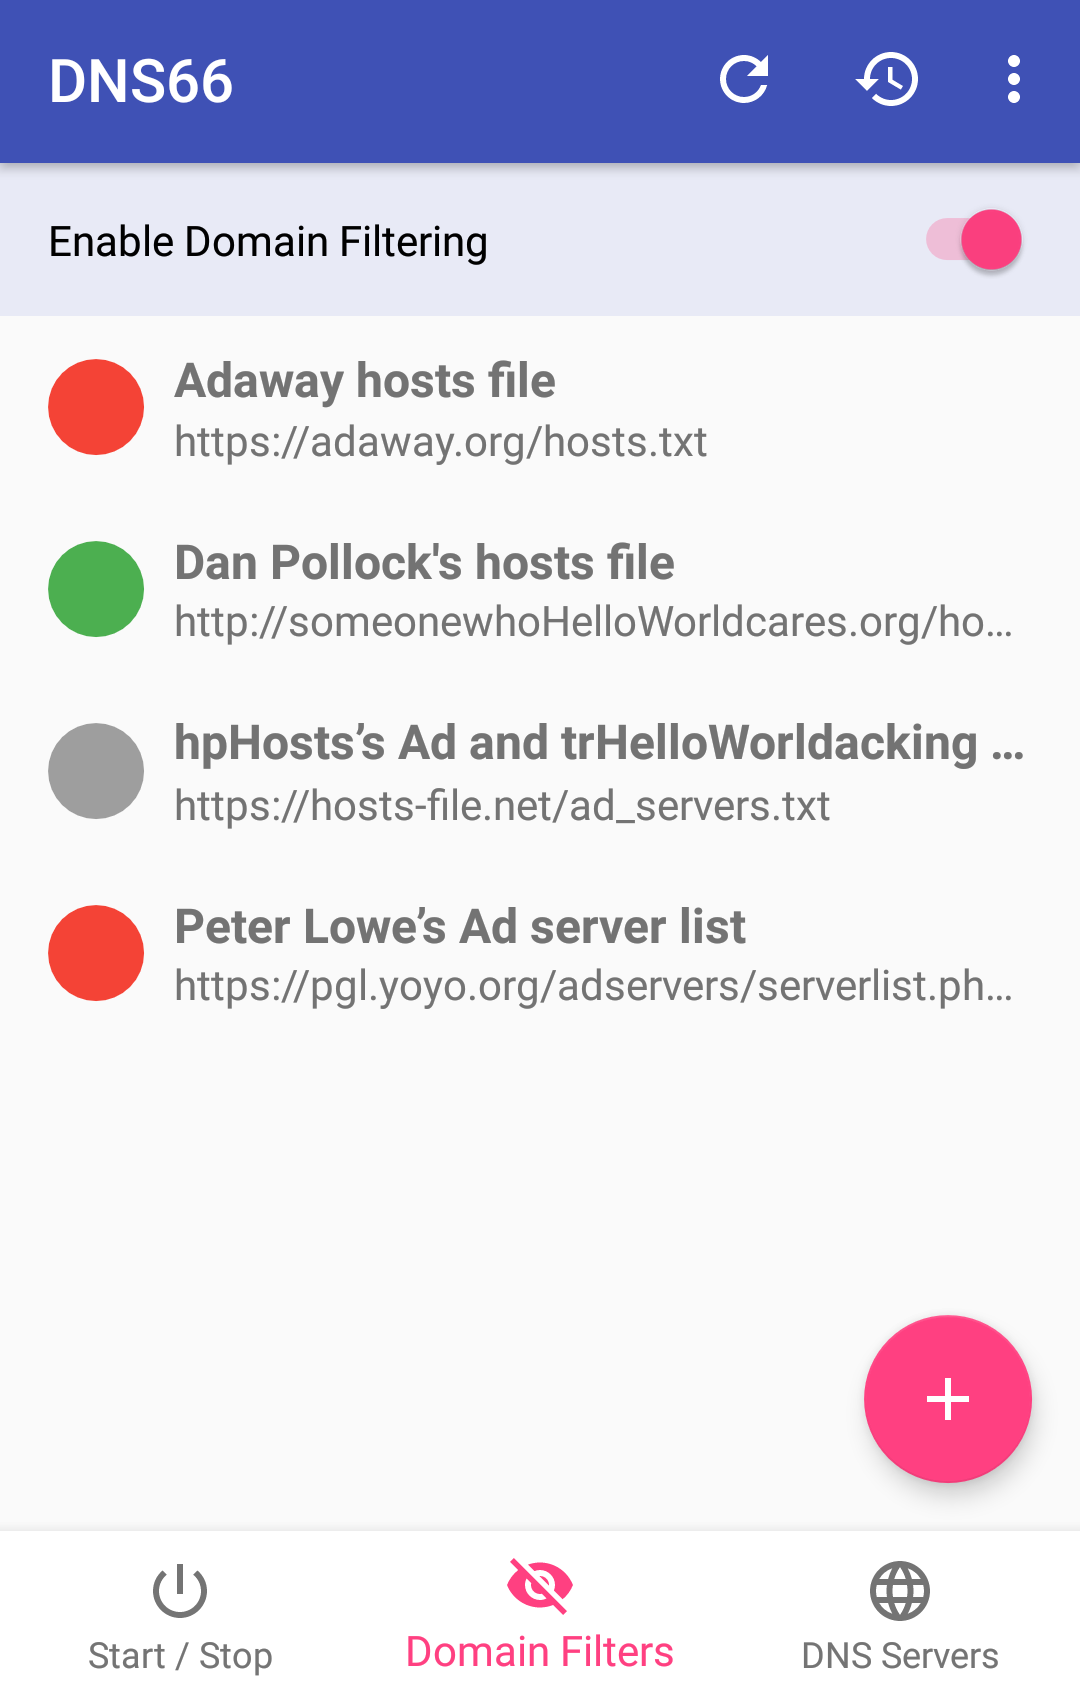 DNS66
Enable Domain Filtering
Adaway hosts file
https://adaway.org/hosts.txt
Dan Pollock's hosts file
http://someonewhoHelloWorldcares.org/ho...
hpHosts’s Ad and trHelloWorldacking ...
https://hosts-file.net/ad_servers.txt
Peter Lowe’s Ad server list
https://pgl.yoyo.org/adservers/serverlist.ph...
Start / Stop
Domain Filters
DNS Servers